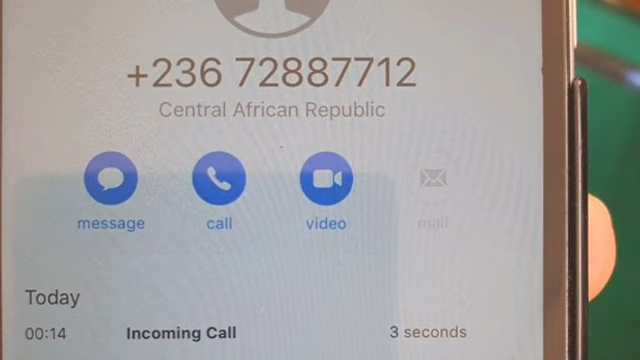 +236 72887712
Central African Republic
message call video mail
Today
00:14 Incoming Call 3 seconds